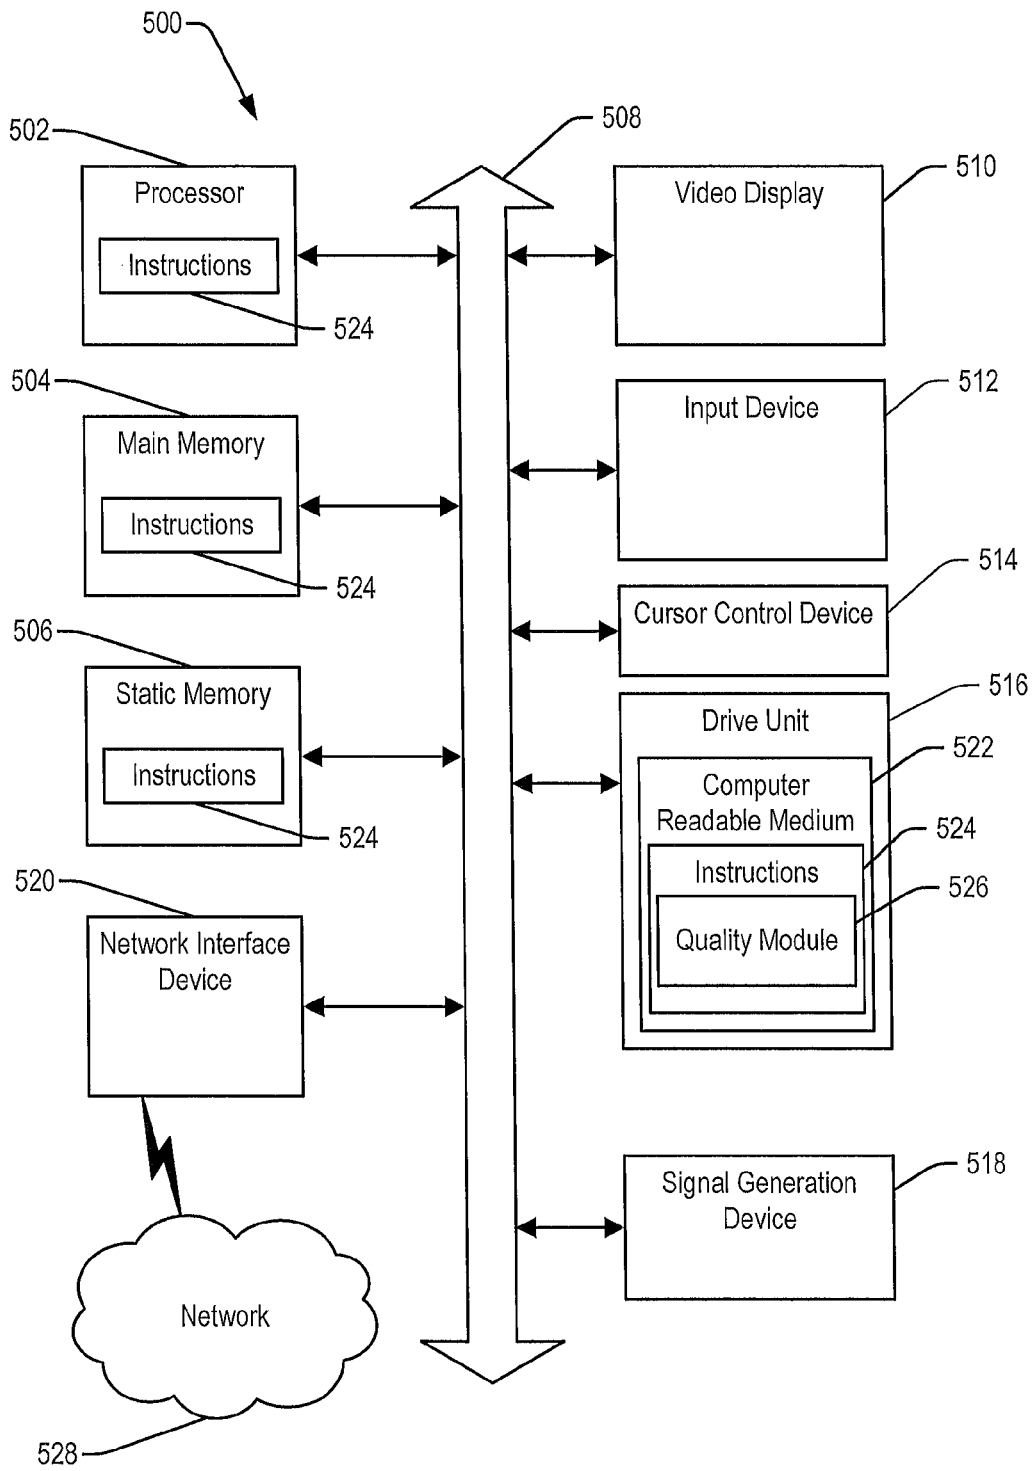 500
502
508
510
Processor
Instructions
524
Video Display
504
512
Main Memory
Instructions
524
Input Device
514
Cursor Control Device
506
Static Memory
Instructions
524
516
Drive Unit
522
Computer
Readable Medium
524
Instructions
526
Quality Module
520
Network Interface
Device
518
Signal Generation
Device
Network
528